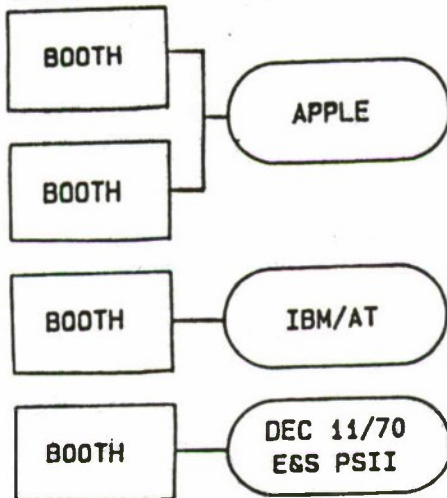 BOOTH
APPLE
BOOTH
BOOTH
IBM/AT
BOOTH
DEC 11/70
E&S PSII